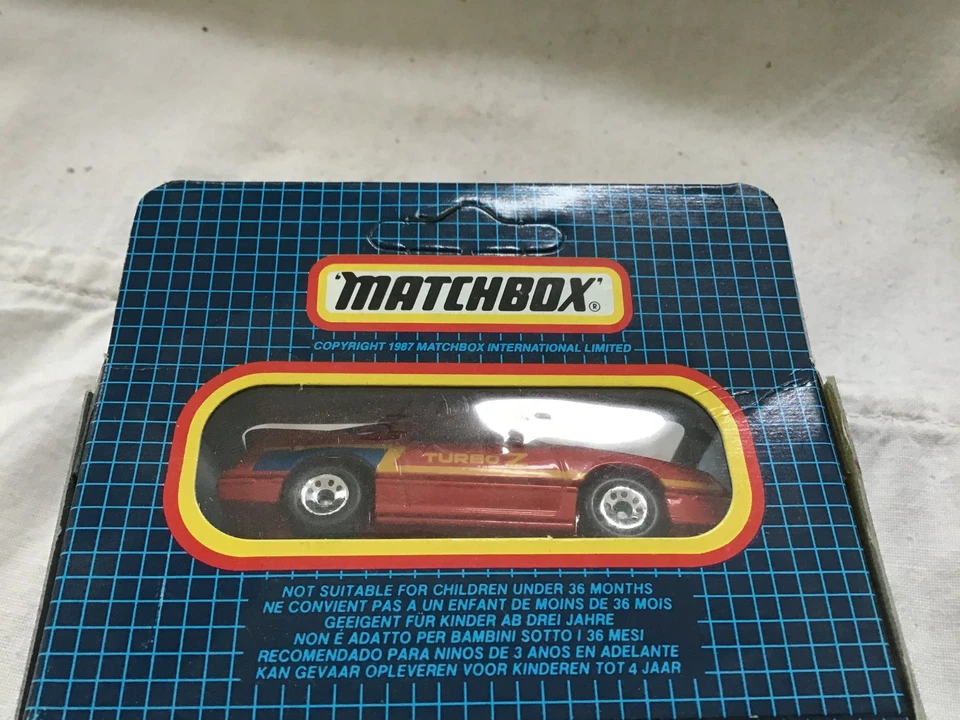 "MATCHBOX"®
COPYRIGHT 1987 MATCHBOX INTERNATIONAL LIMITED
TURBO Z
NOT SUITABLE FOR CHILDREN UNDER 36 MONTHS
NE CONVIENT PAS A UN ENFANT DE MOINS DE 36 MOIS
GEEIGENT FÜR KINDER AB DREI JAHRE
NON É ADATTO PER BAMBINI SOTTO I 36 MESI
RECOMENDADO PARA NINOS DE 3 ANOS EN ADELANTE
KAN GEVAAR OPLEVEREN VOOR KINDEREN TOT 4 JAAR